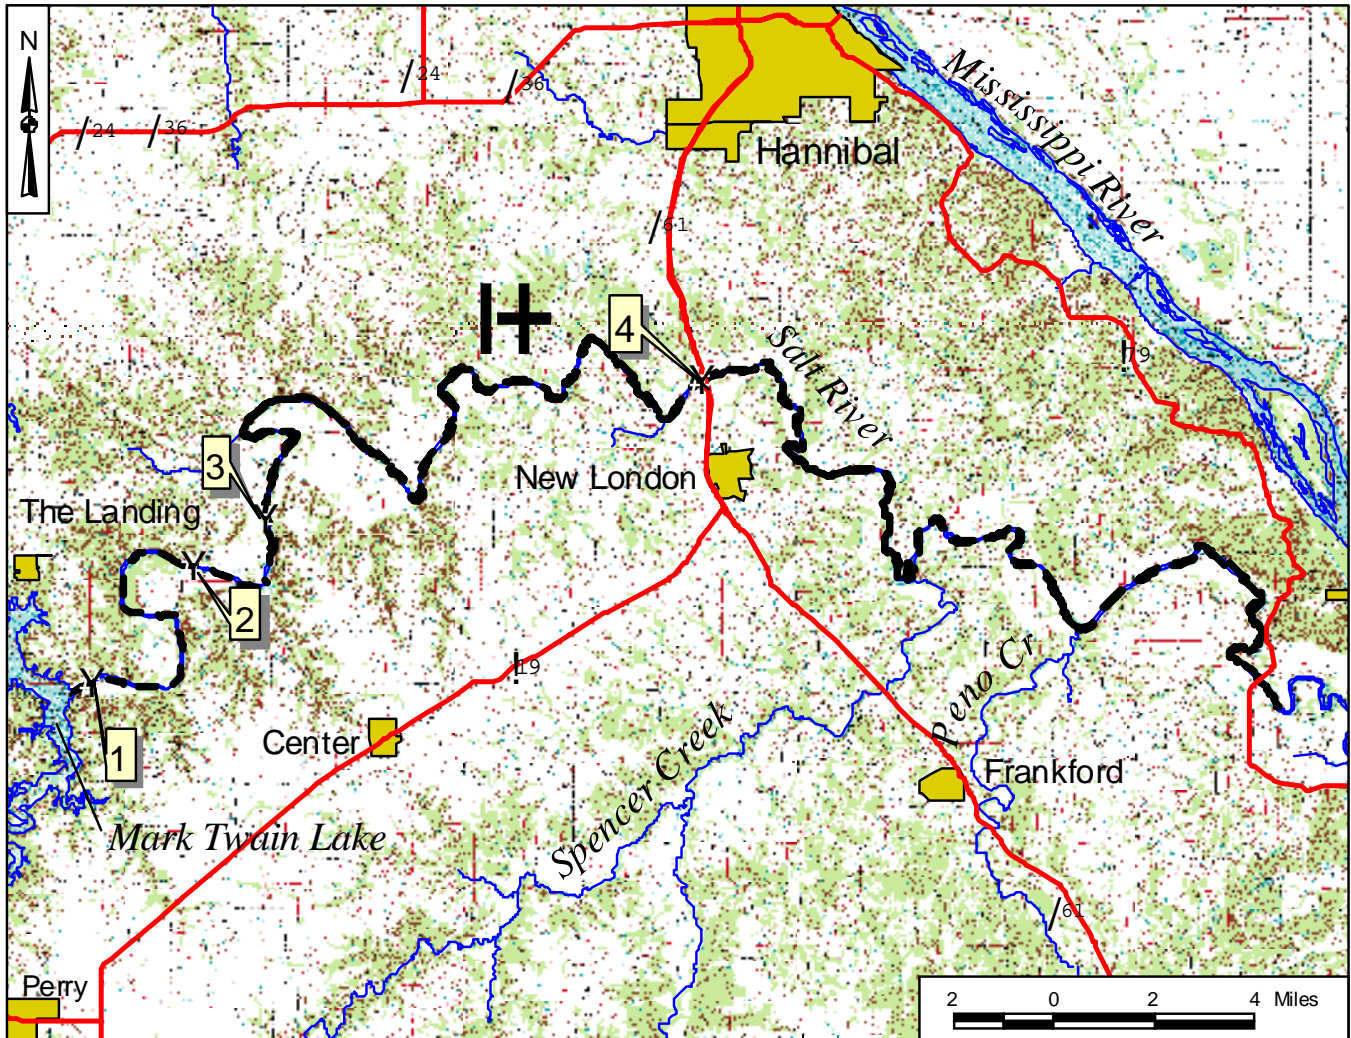 N
24
36
24
36
Hannibal
Mississippi River
61
4
Salt River
79
3
New London
The Landing
2
19
Peno Cr
1
Center
Spencer Creek
Frankford
Mark Twain Lake
61
Perry
2 0 2 4 Miles